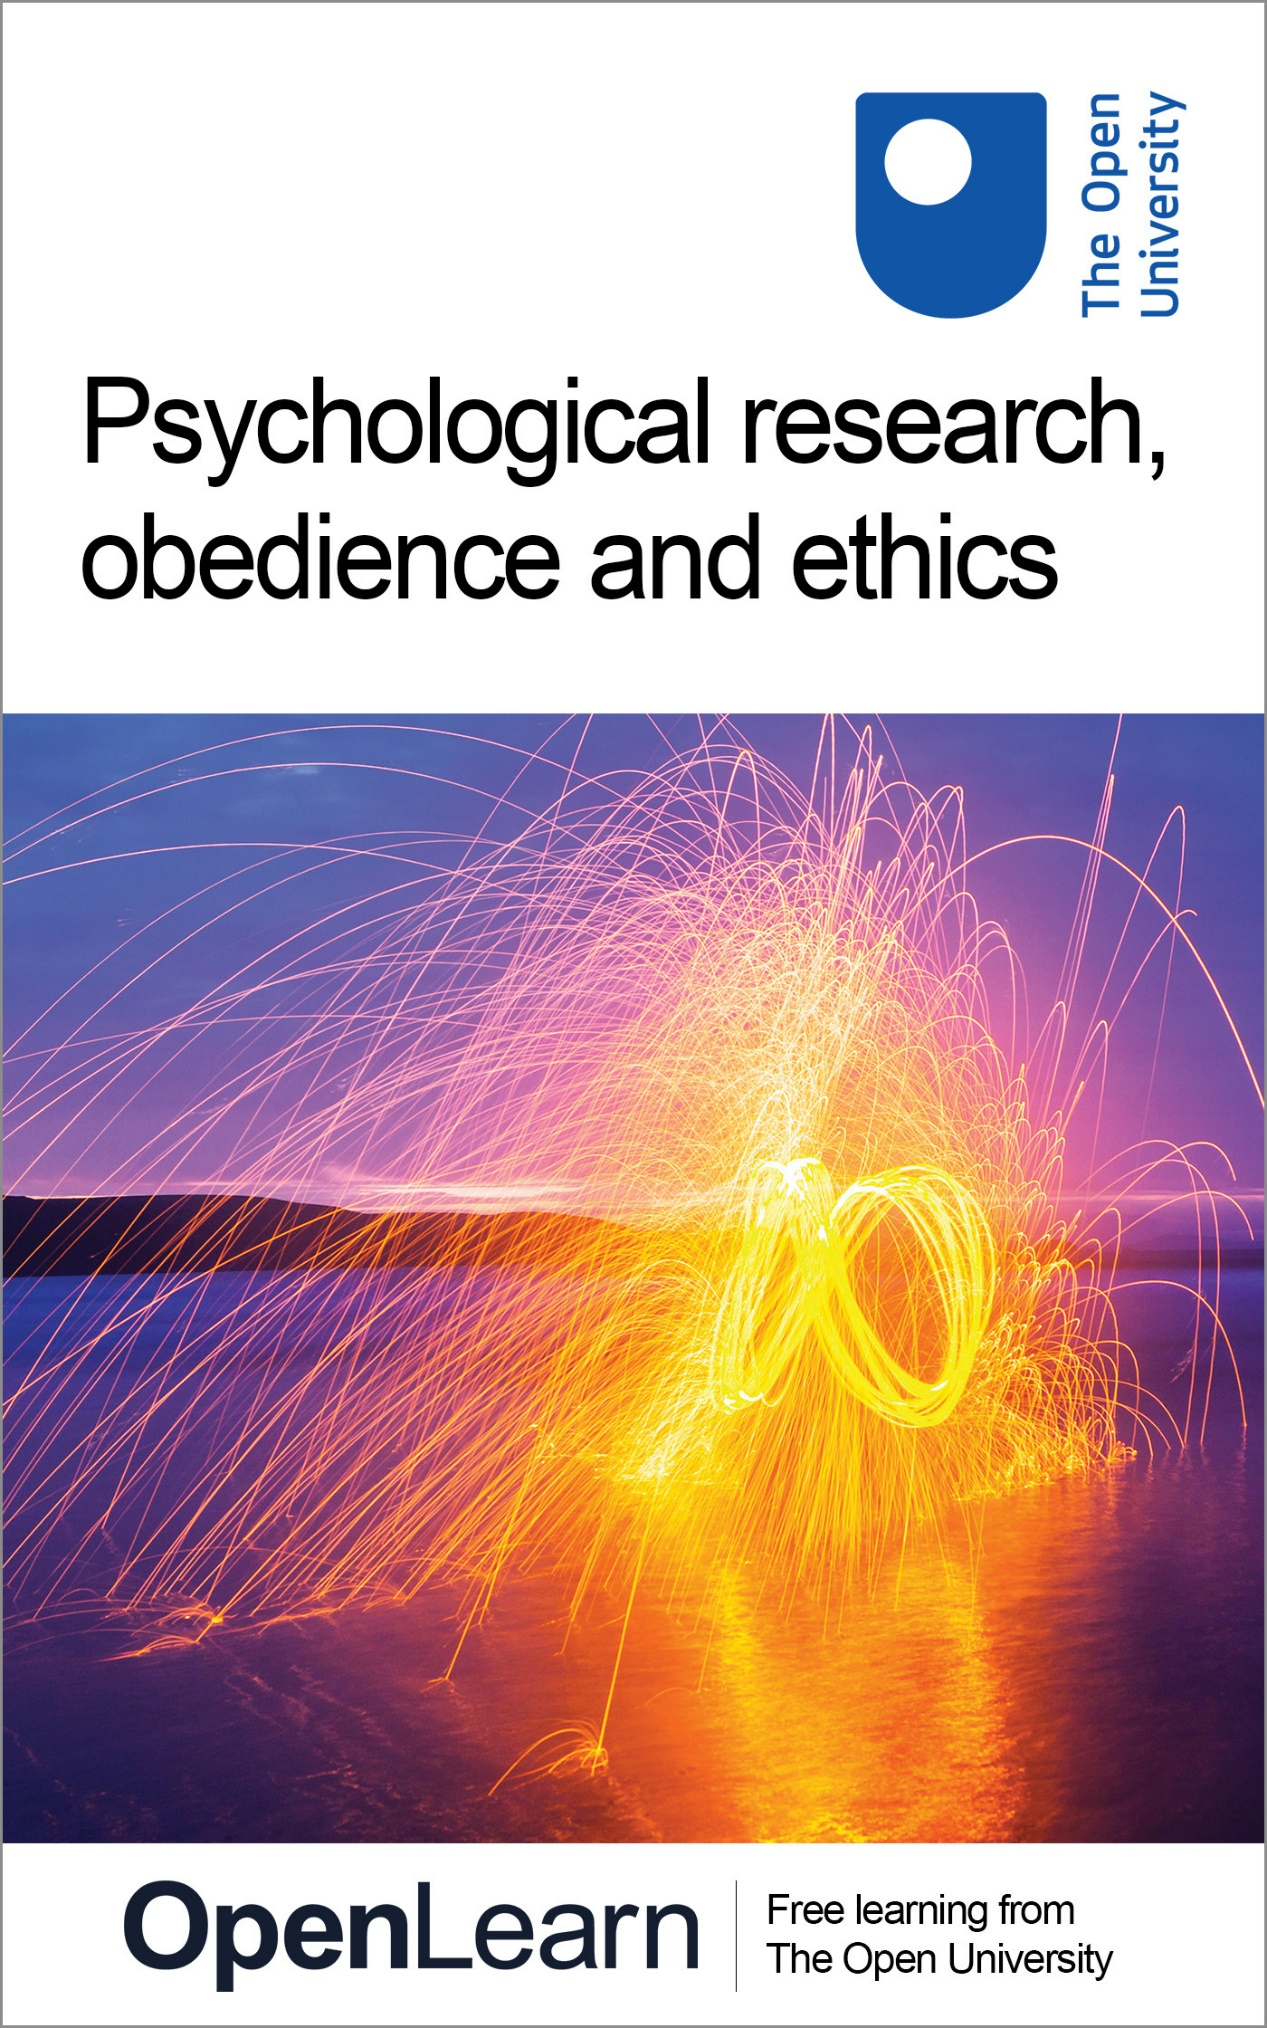 The Open
University
Psychological research,
obedience and ethics
OpenLearn
Free learning from
The Open University